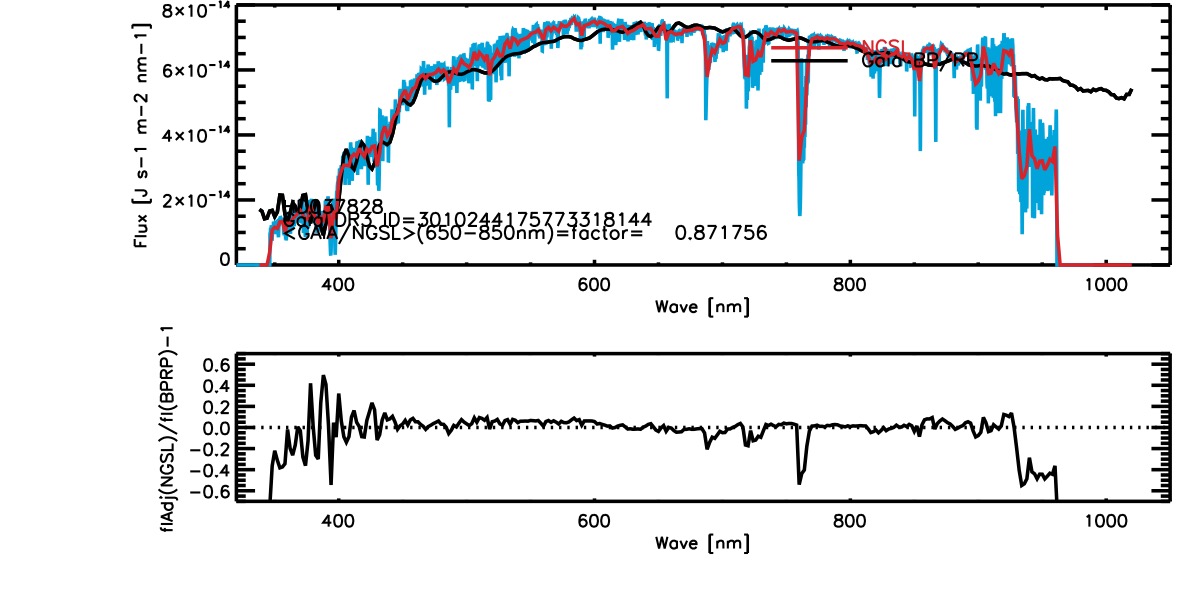 8×10⁻¹⁴
6×10⁻¹⁴
4×10⁻¹⁴
2×10⁻¹⁴
0
Flux [J s−1 m−2 nm−1]
NGSL
Gaia BP/RP
Gaia DR3 ID=3010244175773318144
<GAIA/NGSL>(650−850nm)=factor= 0.871756
400 600 800 1000
Wave [nm]
flAdj(NGSL)/fl(BPRP)−1
0.6
0.4
0.2
0.0
−0.2
−0.4
−0.6
400 600 800 1000
Wave [nm]